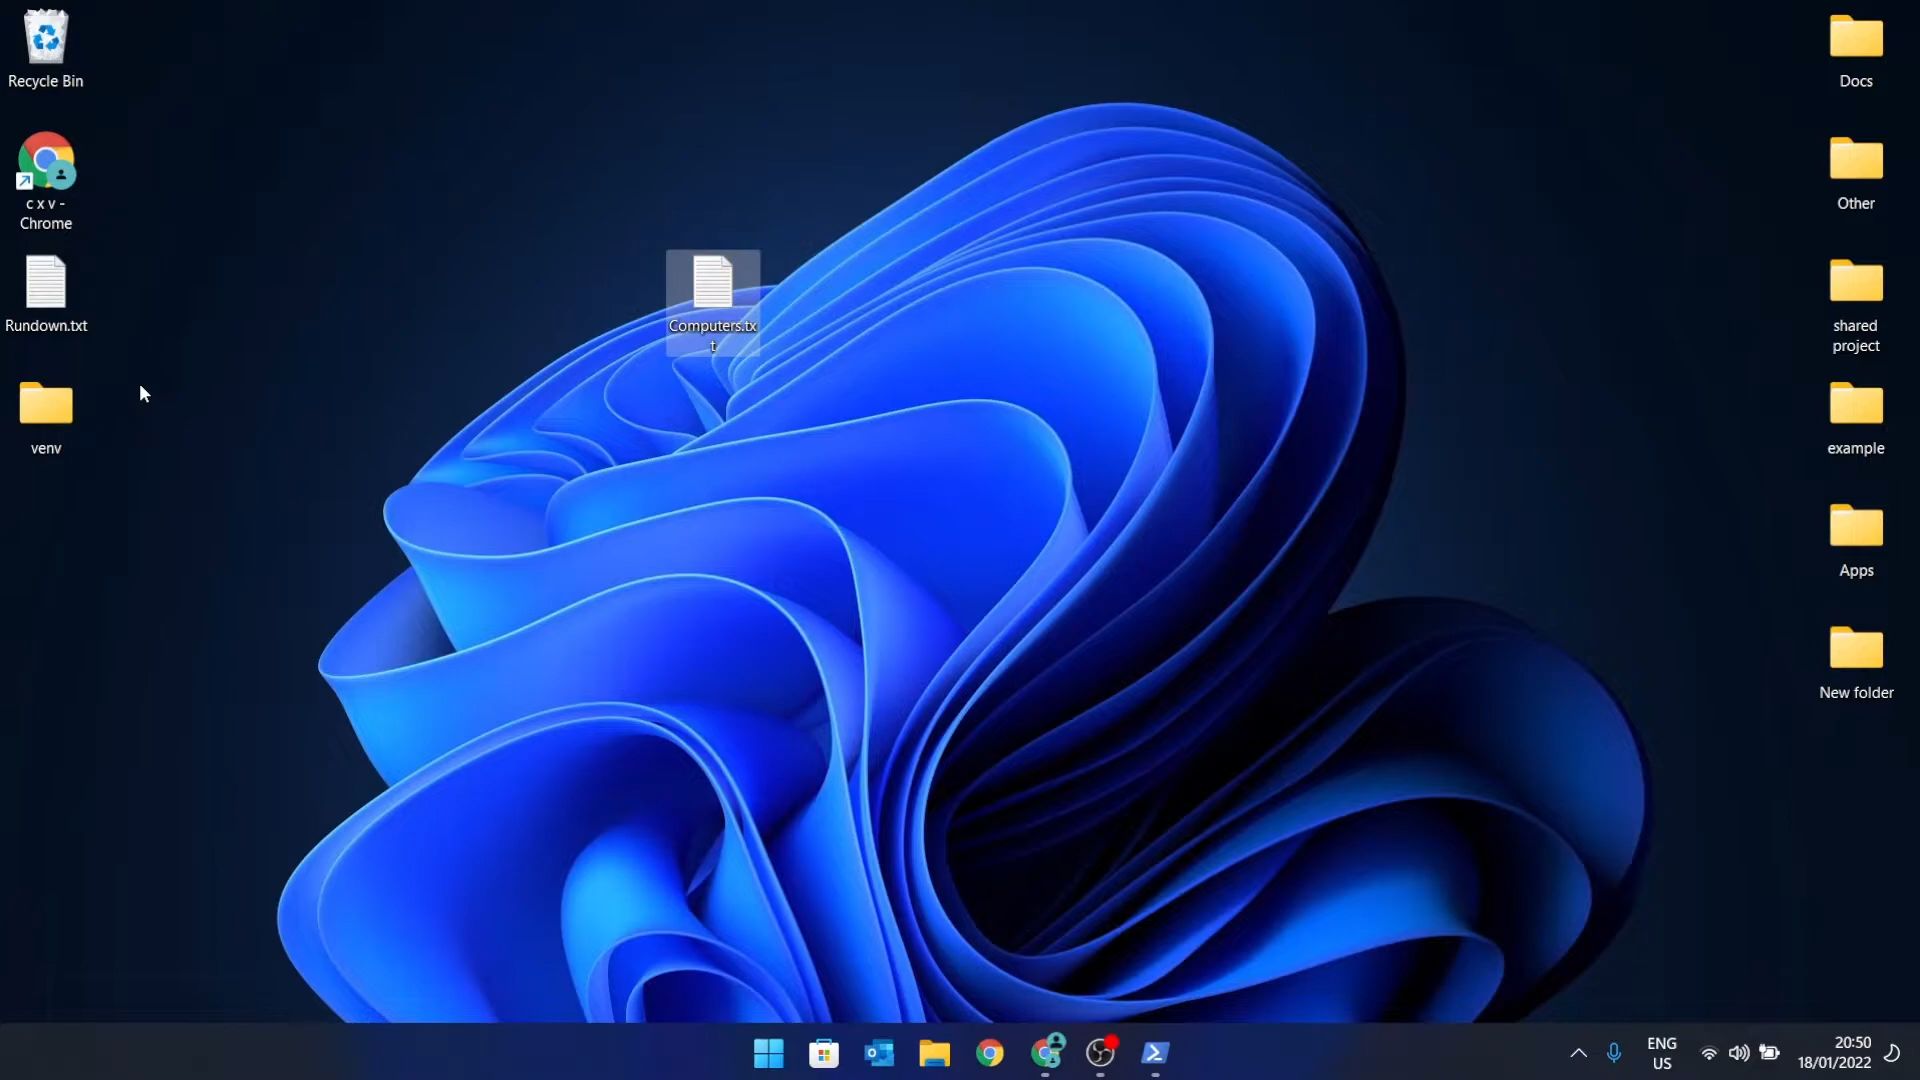 Recycle Bin
c x v -
Chrome
Rundown.txt
venv
Computers.tx
t
Docs
Other
shared
project
example
Apps
New folder
ENG
US
20:50
18/01/2022